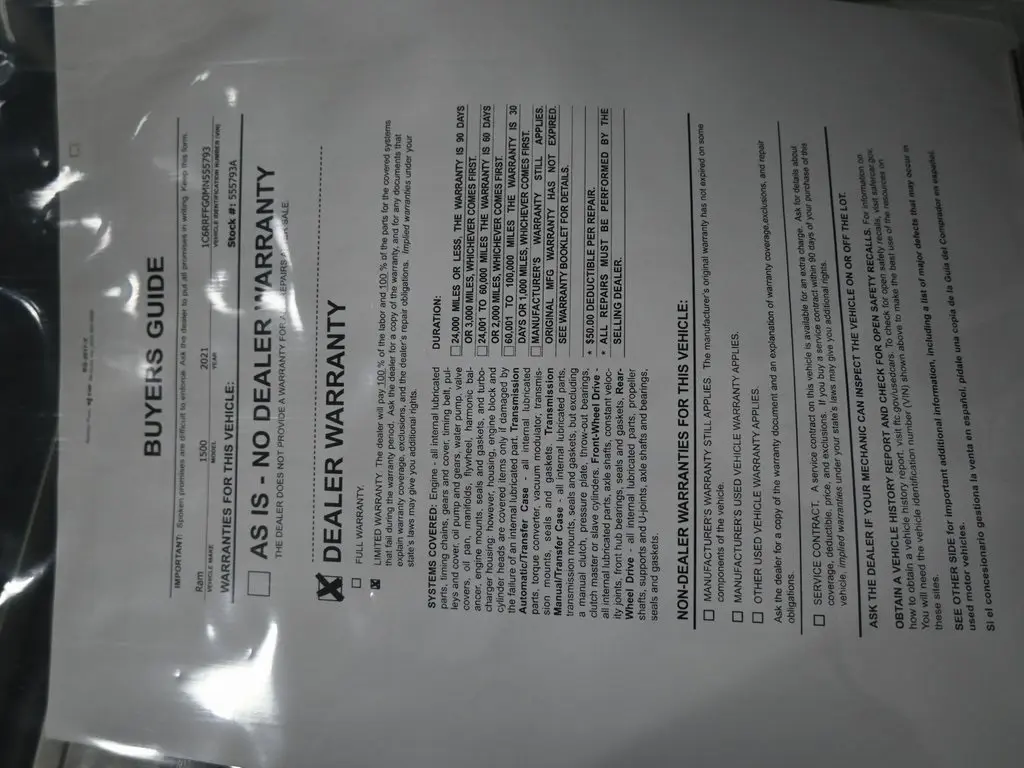 BUYERS GUIDE
IMPORTANT: Spoken promises are difficult to enforce. Ask the dealer to put all promises in writing. Keep this form.
Ram 1500 2021 1C6RRFFG0MN555793
VEHICLE MAKE MODEL YEAR VEHICLE IDENTIFICATION NUMBER (VIN)
WARRANTIES FOR THIS VEHICLE: Stock #: 555793A
AS IS - NO DEALER WARRANTY
THE DEALER DOES NOT PROVIDE A WARRANTY FOR REPAIRS SALE.
DEALER WARRANTY
FULL WARRANTY.
LIMITED WARRANTY. The dealer will pay 100 % of the labor and 100 % of the parts for the covered systems
that fail during the warranty period. Ask the dealer for a copy of the warranty, and for any documents that
explain warranty coverage, exclusions, and the dealer's repair obligations. Implied warranties under your
state's laws may give you additional rights.
SYSTEMS COVERED: Engine - all internal lubricated
parts, timing chains, gears and cover, timing belt, pul-
leys and cover, oil pump and gears, water pump, valve
covers, oil pan, manifolds, flywheel, harmonic bal-
ancer, engine mounts, seals and gaskets, and turbo-
charger housing; however, housing, engine block and
cylinder heads are covered items only if damaged by
the failure of an internal lubricated part. Transmission
Automatic/Transfer Case - all internal lubricated
parts, torque converter, vacuum modulator, transmis-
sion mounts, seals and gaskets. Transmission
Manual/Transfer Case - all internal lubricated parts,
transmission mounts, seals and gaskets, but excluding
a manual clutch, pressure plate, throw-out bearings,
clutch master or slave cylinders. Front-Wheel Drive -
all internal lubricated parts, axle shafts, constant veloc-
ity joints, front hub bearings, seals and gaskets. Rear-
Wheel Drive - all internal lubricated parts, propeller
shafts, supports and U-joints, axle shafts and bearings,
seals and gaskets.
DURATION:
24,000 MILES OR LESS, THE WARRANTY IS 90 DAYS
OR 3,000 MILES, WHICHEVER COMES FIRST.
24,001 TO 60,000 MILES THE WARRANTY IS 60 DAYS
OR 2,000 MILES, WHICHEVER COMES FIRST.
60,001 TO 100,000 MILES THE WARRANTY IS 30
DAYS OR 1,000 MILES, WHICHEVER COMES FIRST.
MANUFACTURER'S WARRANTY STILL APPLIES.
ORIGINAL MFG WARRANTY HAS NOT EXPIRED.
SEE WARRANTY BOOKLET FOR DETAILS.
* $50.00 DEDUCTIBLE PER REPAIR.
* ALL REPAIRS MUST BE PERFORMED BY THE
SELLING DEALER.
NON-DEALER WARRANTIES FOR THIS VEHICLE:
MANUFACTURER'S WARRANTY STILL APPLIES. The manufacturer's original warranty has not expired on some
components of the vehicle.
MANUFACTURER'S USED VEHICLE WARRANTY APPLIES.
OTHER USED VEHICLE WARRANTY APPLIES.
Ask the dealer for a copy of the warranty document and an explanation of warranty coverage,exclusions, and repair
obligations.
SERVICE CONTRACT. A service contract on this vehicle is available for an extra charge. Ask for details about
coverage, deductible, price, and exclusions. If you buy a service contract within 90 days of your purchase of this
vehicle, implied warranties under your state's laws may give you additional rights.
ASK THE DEALER IF YOUR MECHANIC CAN INSPECT THE VEHICLE ON OR OFF THE LOT.
OBTAIN A VEHICLE HISTORY REPORT AND CHECK FOR OPEN SAFETY RECALLS. For information on
how to obtain a vehicle history report, visit ftc.gov/usedcars. To check for open safety recalls, visit safercar.gov.
You will need the vehicle identification number (VIN) shown above to make the best use of the resources on
these sites.
SEE OTHER SIDE for important additional information, including a list of major defects that may occur in
used motor vehicles.
Si el concesionario gestiona la venta en español, pídale una copia de la Guía del Comprador en español.